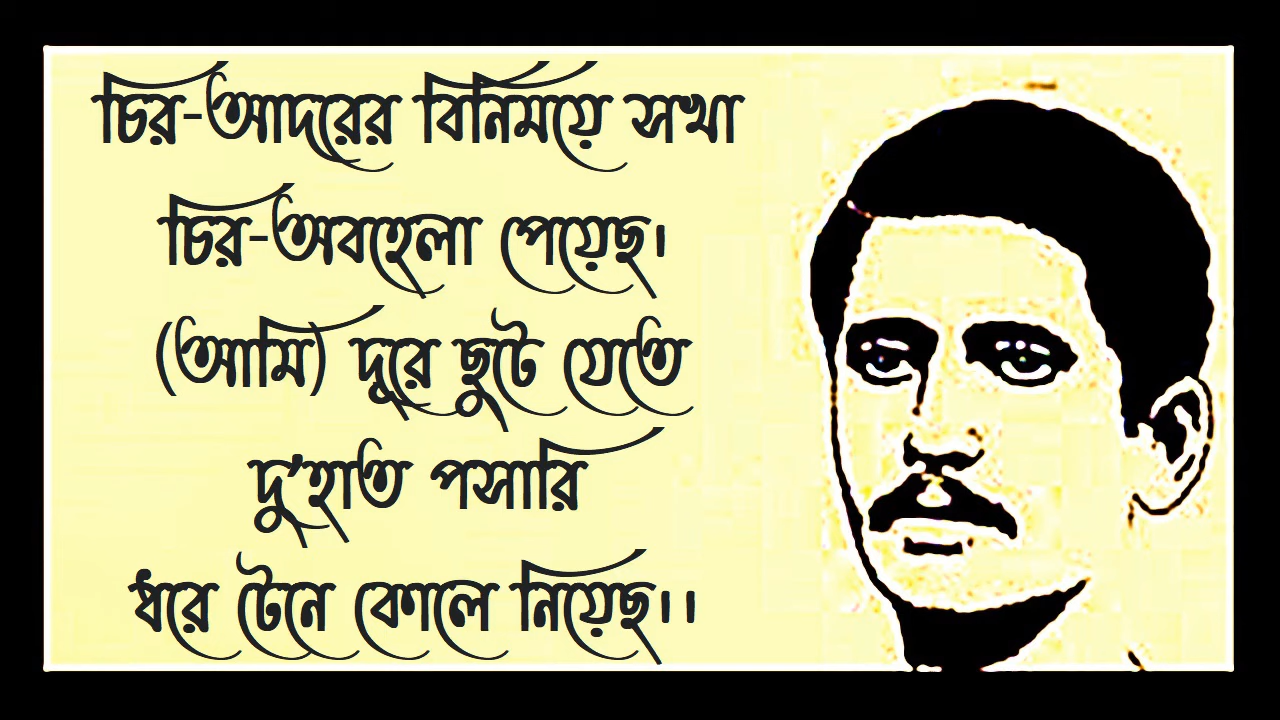 চির-আদরের বিনিময়ে সখা
চির-অবহেলা পেয়েছ।
(আমি) দূরে ছুটে যেতে
দু'হাত পসারি
ধরে টেনে কোলে নিয়েছ।।